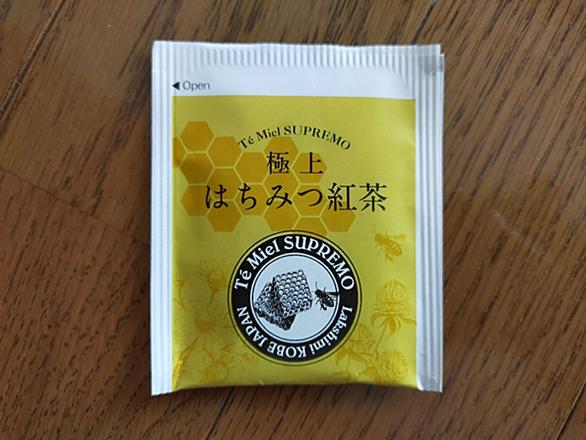 ◀ Open
Té Miel SUPREMO
極上
はちみつ紅茶
Té Miel SUPREMO
Lakshimi KOBE JAPAN